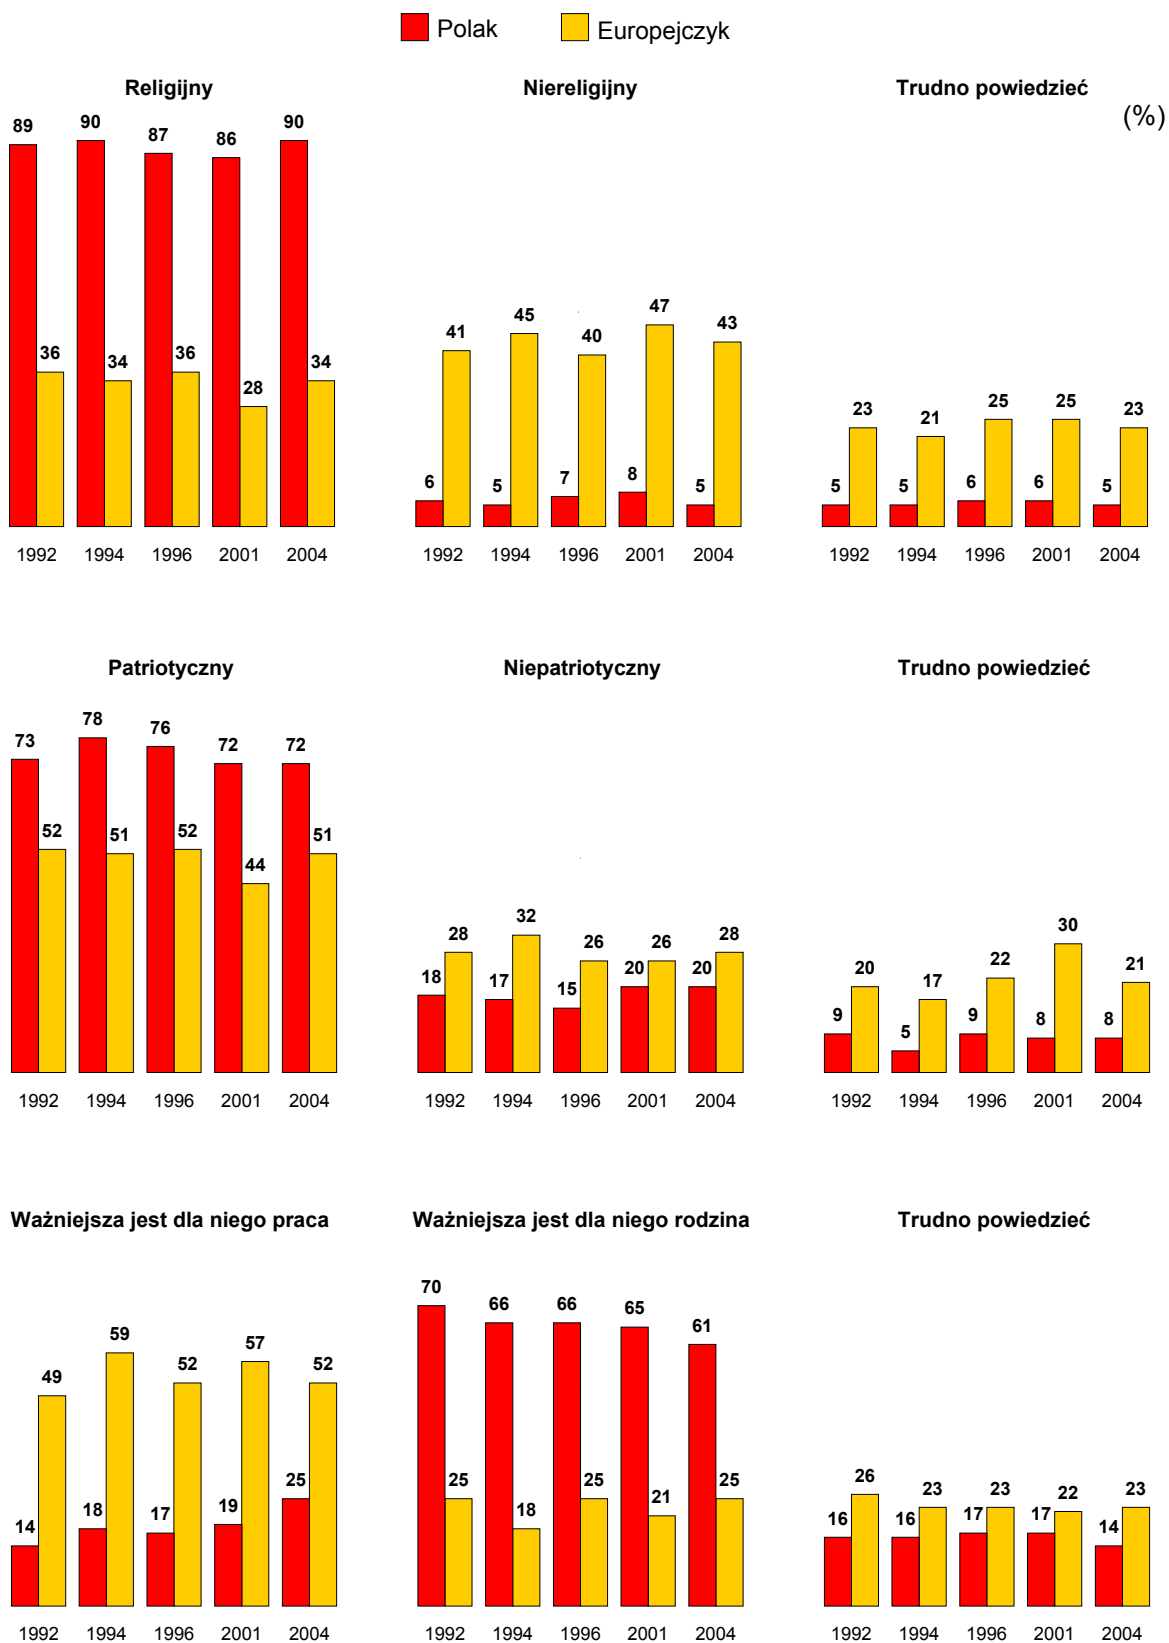 Polak Europejczyk
Religijny Niereligijny Trudno powiedzieć
(%)
89 36 90 34 87 36 86 28 90 34
6 41 5 45 7 40 8 47 5 43
5 23 5 21 6 25 6 25 5 23
1992 1994 1996 2001 2004 1992 1994 1996 2001 2004 1992 1994 1996 2001 2004
Patriotyczny Niepatriotyczny Trudno powiedzieć
73 52 78 51 76 52 72 44 72 51
18 28 17 32 15 26 20 26 20 28
9 20 5 17 9 22 8 30 8 21
1992 1994 1996 2001 2004 1992 1994 1996 2001 2004 1992 1994 1996 2001 2004
Ważniejsza jest dla niego praca Ważniejsza jest dla niego rodzina Trudno powiedzieć
14 49 18 59 17 52 19 57 25 52
70 25 66 18 66 25 65 21 61 25
16 26 16 23 17 23 17 22 14 23
1992 1994 1996 2001 2004 1992 1994 1996 2001 2004 1992 1994 1996 2001 2004